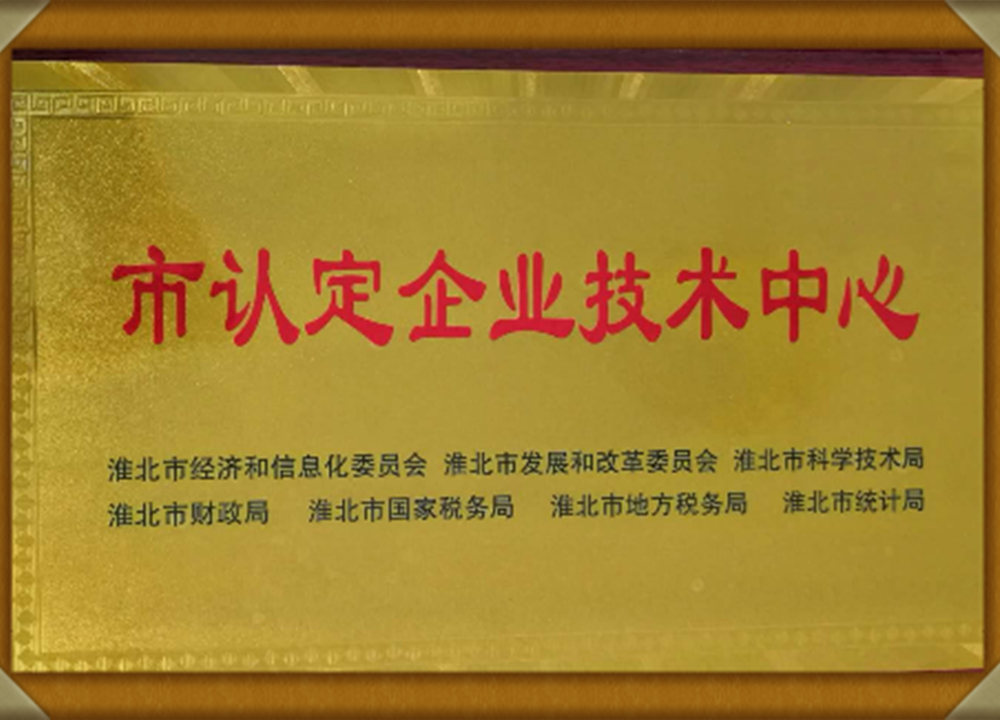 市认定企业技术中心
淮北市经济和信息化委员会 淮北市发展和改革委员会 淮北市科学技术局
淮北市财政局 淮北市国家税务局 淮北市地方税务局 淮北市统计局